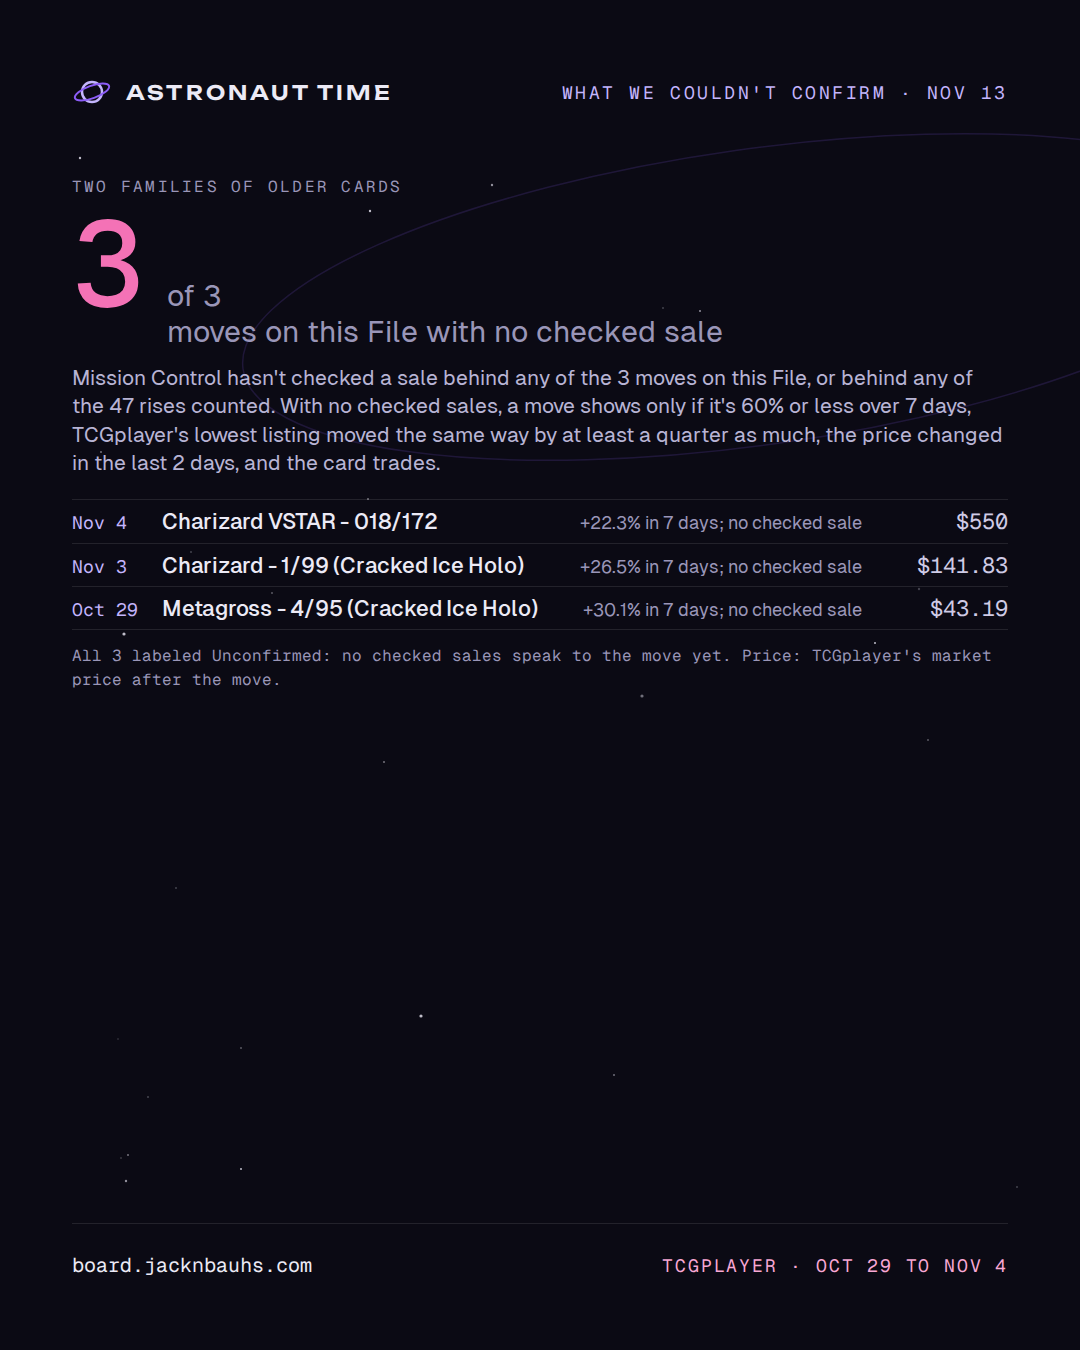 ASTRONAUT TIME
WHAT WE COULDN'T CONFIRM · NOV 13
TWO FAMILIES OF OLDER CARDS
3 of 3
moves on this File with no checked sale
Mission Control hasn't checked a sale behind any of the 3 moves on this File, or behind any of
the 47 rises counted. With no checked sales, a move shows only if it's 60% or less over 7 days,
TCGplayer's lowest listing moved the same way by at least a quarter as much, the price changed
in the last 2 days, and the card trades.
Nov 4 Charizard VSTAR - 018/172 +22.3% in 7 days; no checked sale $550
Nov 3 Charizard - 1/99 (Cracked Ice Holo) +26.5% in 7 days; no checked sale $141.83
Oct 29 Metagross - 4/95 (Cracked Ice Holo) +30.1% in 7 days; no checked sale $43.19
All 3 labeled Unconfirmed: no checked sales speak to the move yet. Price: TCGplayer's market
price after the move.
board.jacknbauhs.com
TCGPLAYER · OCT 29 TO NOV 4